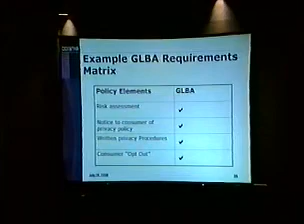 Example GLBA Requirements
Matrix
Policy Elements GLBA
Risk assessment ✔
Notice to consumer of
privacy policy ✔
Written privacy Procedures ✔
Consumer "Opt Out" ✔